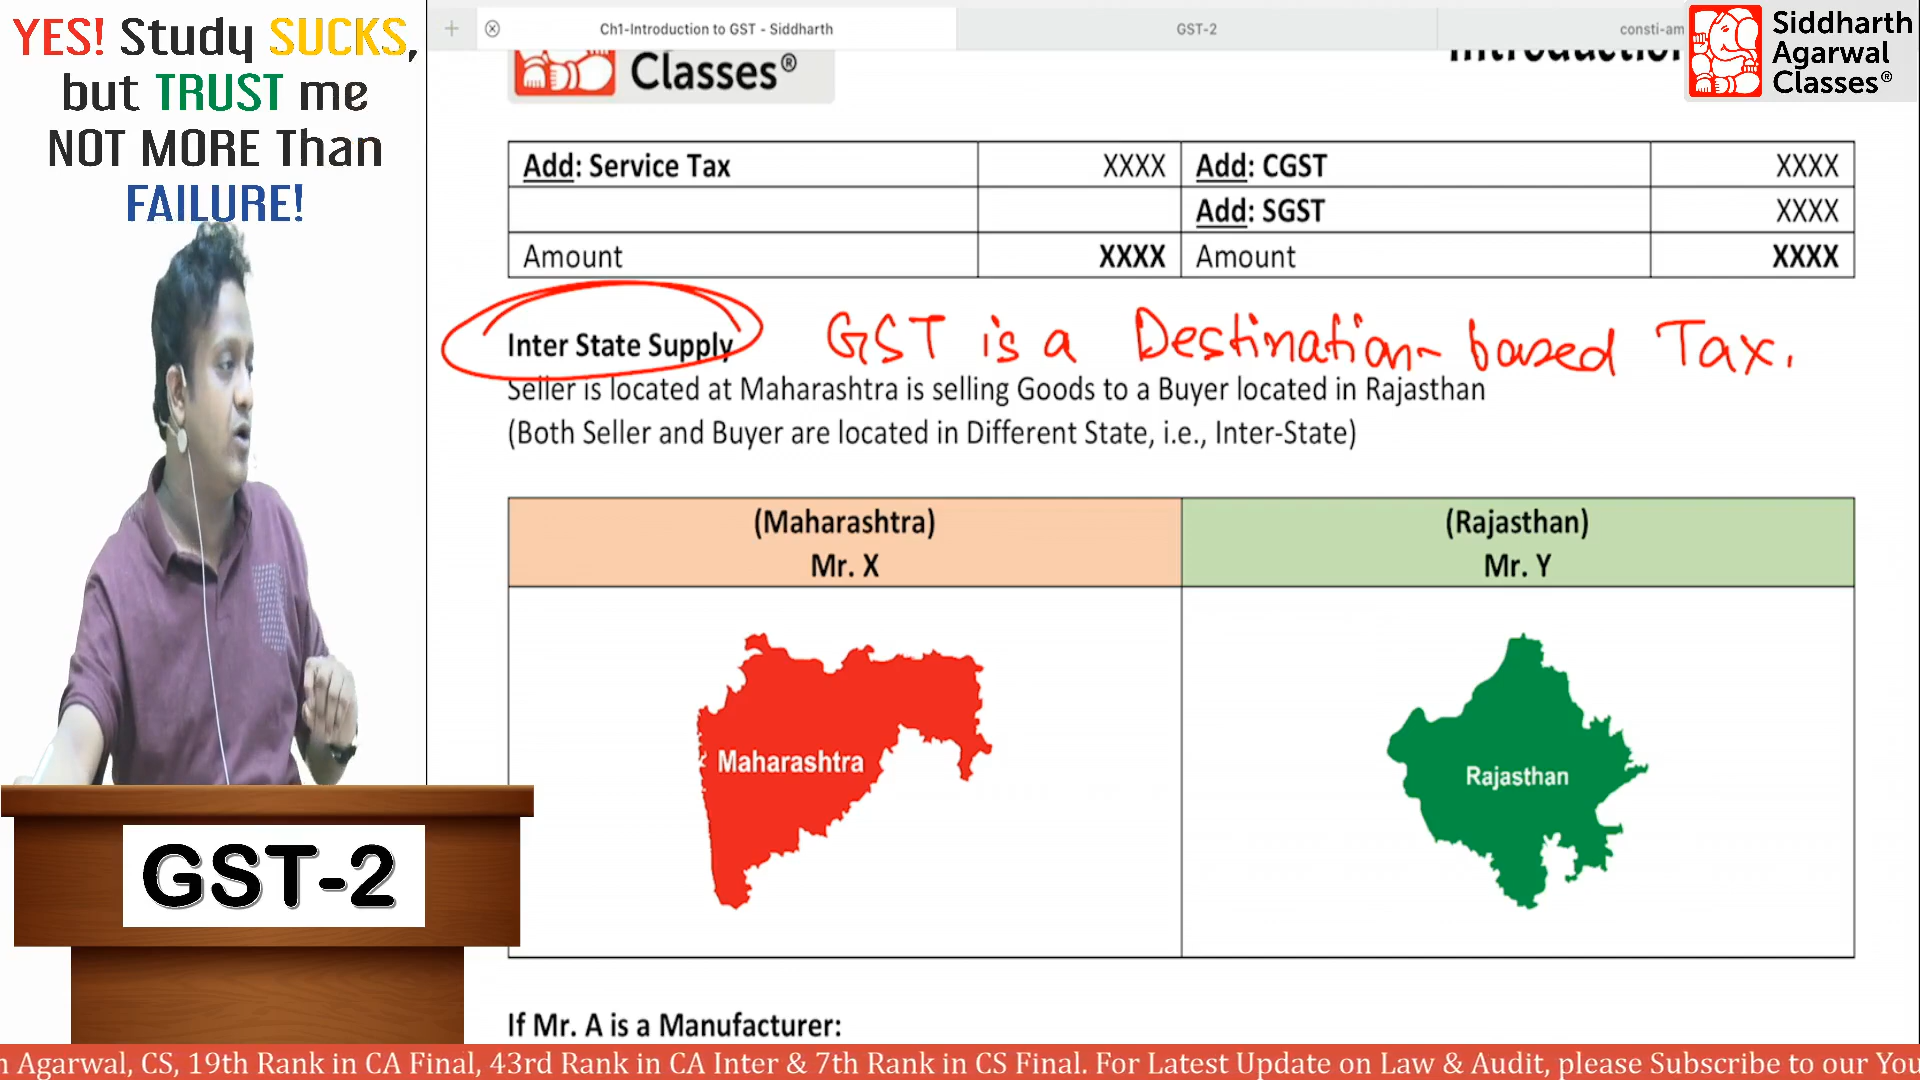 YES! Study SUCKS,
but TRUST me
NOT MORE Than
FAILURE!
Ch1-Introduction to GST - Siddharth
GST-2
consti-am
Siddharth
Agarwal
Classes®
Classes®
Add: Service Tax XXXX Add: CGST XXXX
Add: SGST XXXX
Amount XXXX Amount XXXX
Inter State Supply GST is a Destination-based Tax.
Seller is located at Maharashtra is selling Goods to a Buyer located in Rajasthan
(Both Seller and Buyer are located in Different State, i.e., Inter-State)
(Maharashtra) (Rajasthan)
Mr. X Mr. Y
Maharashtra Rajasthan
GST-2
If Mr. A is a Manufacturer:
Agarwal, CS, 19th Rank in CA Final, 43rd Rank in CA Inter & 7th Rank in CS Final. For Latest Update on Law & Audit, please Subscribe to our You